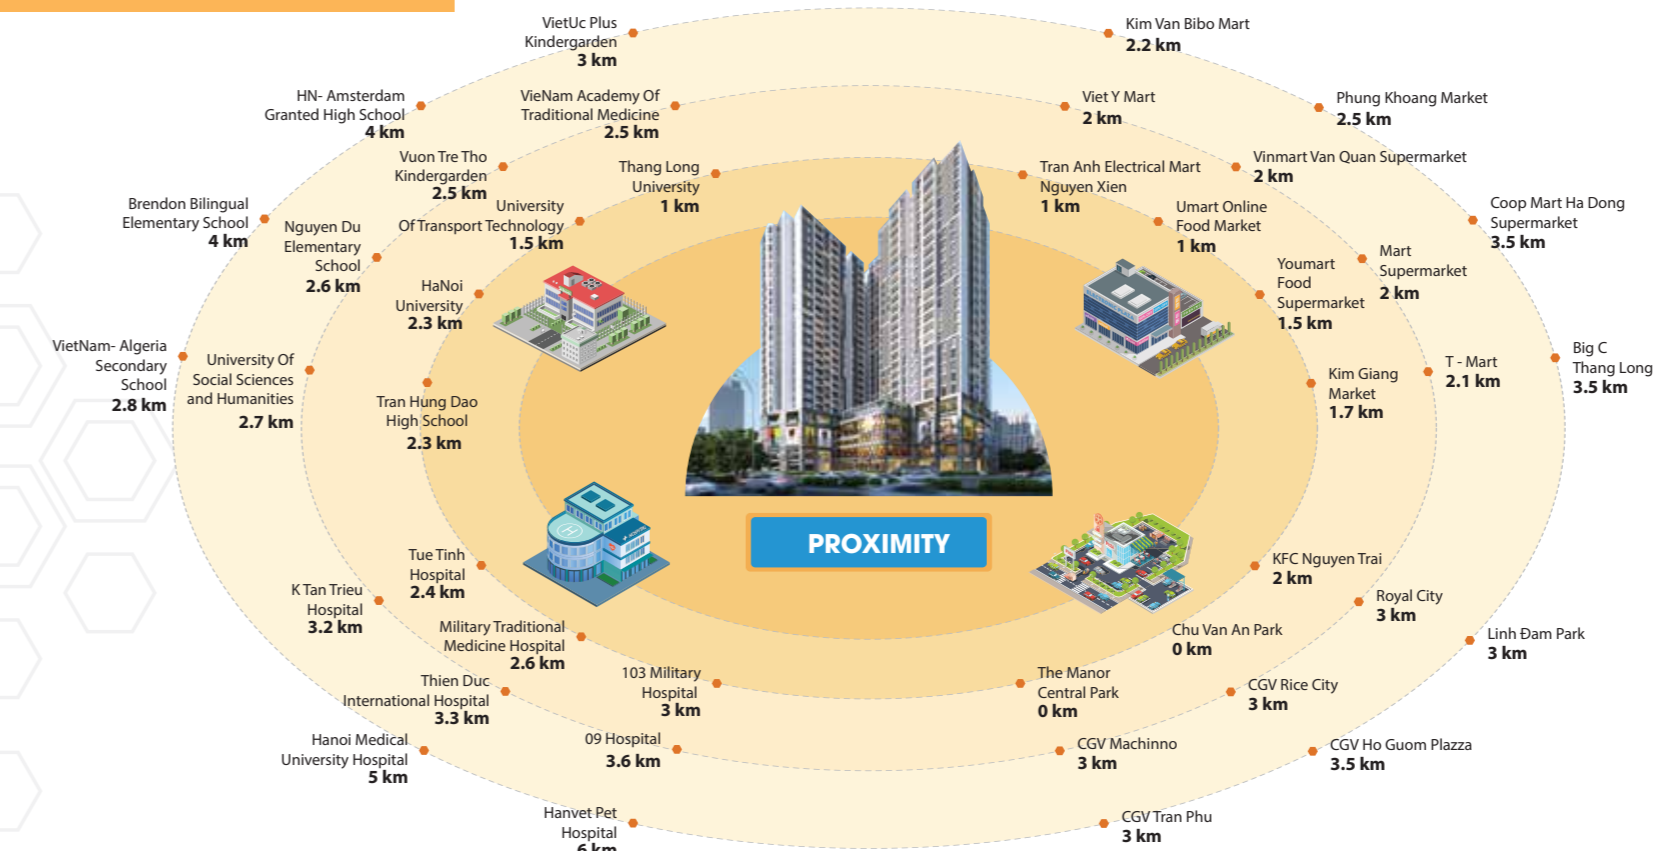 VietUc Plus
Kindergarden
3 km
Kim Van Bibo Mart
2.2 km
HN- Amsterdam
Granted High School
4 km
VieNam Academy Of
Traditional Medicine
2.5 km
Viet Y Mart
2 km
Phung Khoang Market
2.5 km
Vuon Tre Tho
Kindergarden
2.5 km
Thang Long
University
1 km
Tran Anh Electrical Mart
Nguyen Xien
1 km
Vinmart Van Quan Supermarket
2 km
Brendon Bilingual
Elementary School
4 km
Nguyen Du
Elementary
School
2.6 km
University
Of Transport Technology
1.5 km
Umart Online
Food Market
1 km
Coop Mart Ha Dong
Supermarket
3.5 km
HaNoi
University
2.3 km
Youmart
Food
Supermarket
1.5 km
Mart
Supermarket
2 km
VietNam- Algeria
Secondary
School
2.8 km
University Of
Social Sciences
and Humanities
2.7 km
Tran Hung Dao
High School
2.3 km
Kim Giang
Market
1.7 km
T - Mart
2.1 km
Big C
Thang Long
3.5 km
PROXIMITY
Tue Tinh
Hospital
2.4 km
KFC Nguyen Trai
2 km
K Tan Trieu
Hospital
3.2 km
Military Traditional
Medicine Hospital
2.6 km
Chu Van An Park
0 km
Royal City
3 km
Linh Đam Park
3 km
Thien Duc
International Hospital
3.3 km
103 Military
Hospital
3 km
The Manor
Central Park
0 km
CGV Rice City
3 km
Hanoi Medical
University Hospital
5 km
09 Hospital
3.6 km
CGV Machinno
3 km
CGV Ho Guom Plazza
3.5 km
Hanvet Pet
Hospital
6 km
CGV Tran Phu
3 km